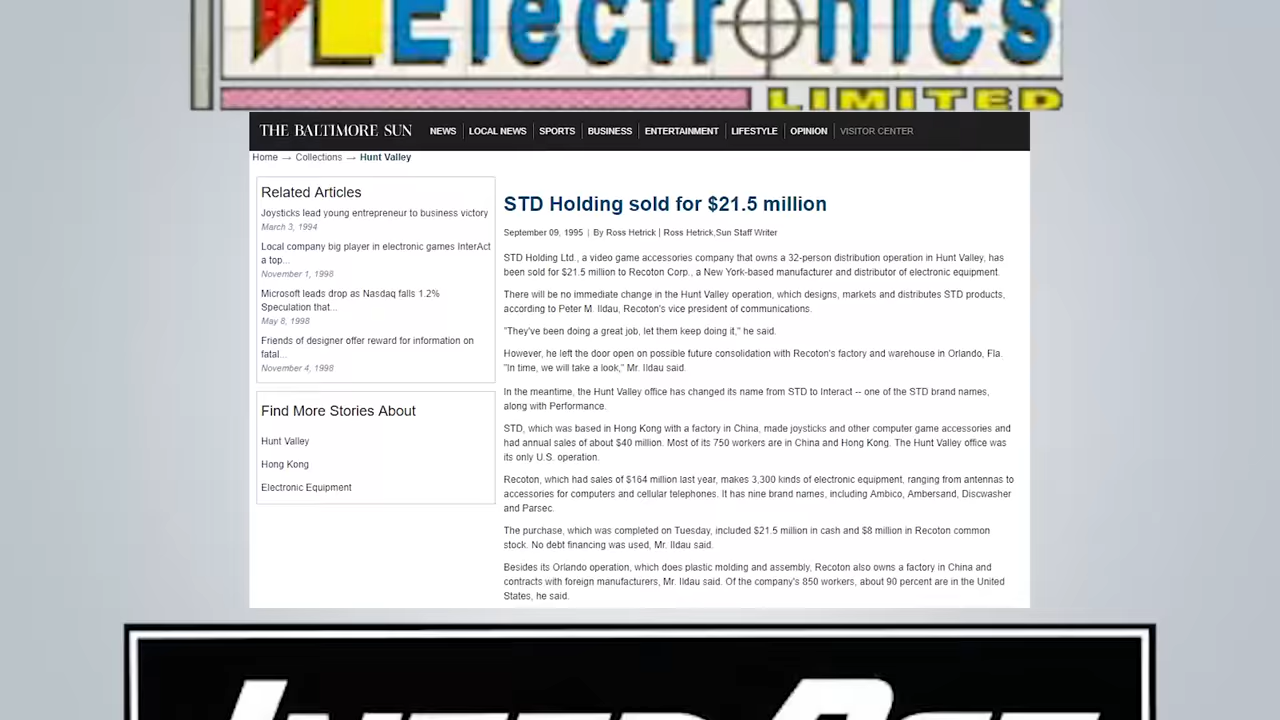 Electronics
LIMITED
THE BALTIMORE SUN NEWS LOCAL NEWS SPORTS BUSINESS ENTERTAINMENT LIFESTYLE OPINION VISITOR CENTER
Home → Collections → Hunt Valley
Related Articles
Joysticks lead young entrepreneur to business victory
March 3, 1994
Local company big player in electronic games InterAct
a top...
November 1, 1998
Microsoft leads drop as Nasdaq falls 1.2%
Speculation that...
May 8, 1998
Friends of designer offer reward for information on
fatal...
November 4, 1998
Find More Stories About
Hunt Valley
Hong Kong
Electronic Equipment
STD Holding sold for $21.5 million
September 09, 1995 | By Ross Hetrick | Ross Hetrick,Sun Staff Writer
STD Holding Ltd., a video game accessories company that owns a 32-person distribution operation in Hunt Valley, has
been sold for $21.5 million to Recoton Corp., a New York-based manufacturer and distributor of electronic equipment.
There will be no immediate change in the Hunt Valley operation, which designs, markets and distributes STD products,
according to Peter M. Ildau, Recoton's vice president of communications.
"They've been doing a great job, let them keep doing it," he said.
However, he left the door open on possible future consolidation with Recoton's factory and warehouse in Orlando, Fla.
"In time, we will take a look," Mr. Ildau said.
In the meantime, the Hunt Valley office has changed its name from STD to Interact -- one of the STD brand names,
along with Performance.
STD, which was based in Hong Kong with a factory in China, made joysticks and other computer game accessories and
had annual sales of about $40 million. Most of its 750 workers are in China and Hong Kong. The Hunt Valley office was
its only U.S. operation.
Recoton, which had sales of $164 million last year, makes 3,300 kinds of electronic equipment, ranging from antennas to
accessories for computers and cellular telephones. It has nine brand names, including Ambico, Ambersand, Discwasher
and Parsec.
The purchase, which was completed on Tuesday, included $21.5 million in cash and $8 million in Recoton common
stock. No debt financing was used, Mr. Ildau said.
Besides its Orlando operation, which does plastic molding and assembly, Recoton also owns a factory in China and
contracts with foreign manufacturers, Mr. Ildau said. Of the company's 850 workers, about 90 percent are in the United
States, he said.
INTERACT